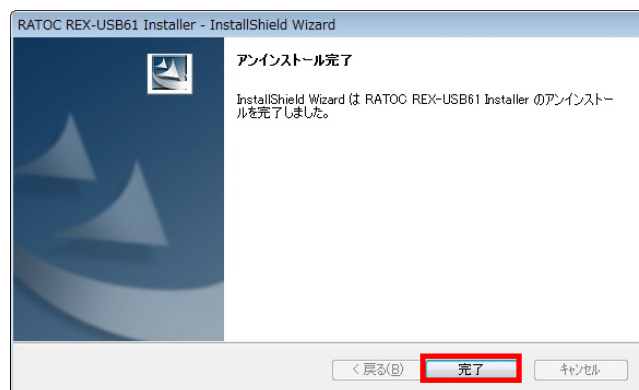 RATOC REX-USB61 Installer - InstallShield Wizard
アンインストール完了
InstallShield Wizard は RATOC REX-USB61 Installer のアンインストー
ルを完了しました。
< 戻る(B)
完了
キャンセル